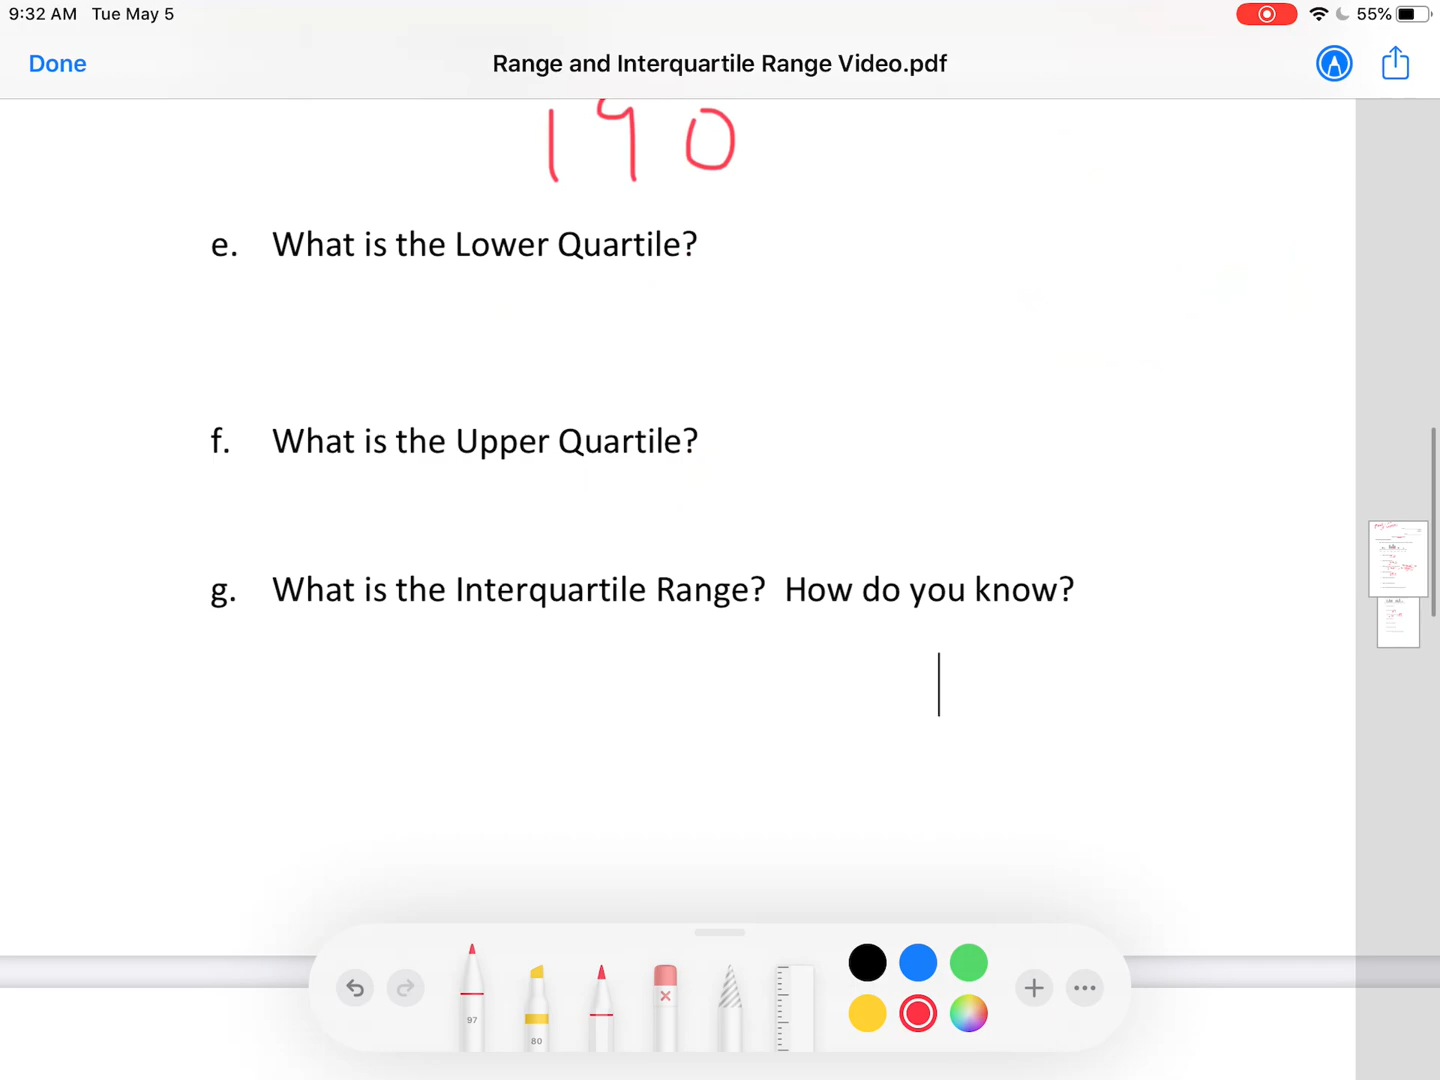 9:32 AM Tue May 5
55%
Done
Range and Interquartile Range Video.pdf
190
e. What is the Lower Quartile?
f. What is the Upper Quartile?
g. What is the Interquartile Range? How do you know?
97
80